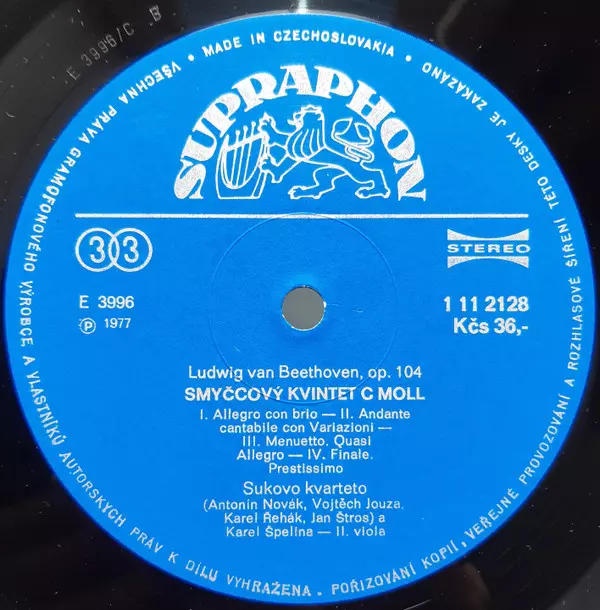 E 3996/C B
MADE IN CZECHOSLOVAKIA • VŠECHNA PRÁVA GRAMOFONOVÉHO VÝROBCE A VLASTNÍKŮ AUTORSKÝCH PRÁV K DÍLU VYHRAŽENA. POŘIZOVÁNÍ KOPIÍ, VEŘEJNÉ PROVOZOVÁNÍ A ROZHLASOVÉ ŠÍŘENÍ TÉTO DESKY JE ZAKÁZÁNO •
SUPRAPHON
33
STEREO
E 3996
1 11 2128
℗ 1977
Kčs 36,-
Ludwig van Beethoven, op. 104
SMYČCOVÝ KVINTET C MOLL
I. Allegro con brio — II. Andante
cantabile con Variazioni —
III. Menuetto. Quasi
Allegro — IV. Finale.
Prestissimo
Sukovo kvarteto
(Antonín Novák, Vojtěch Jouza,
Karel Řehák, Jan Štros) a
Karel Špelina — II. viola